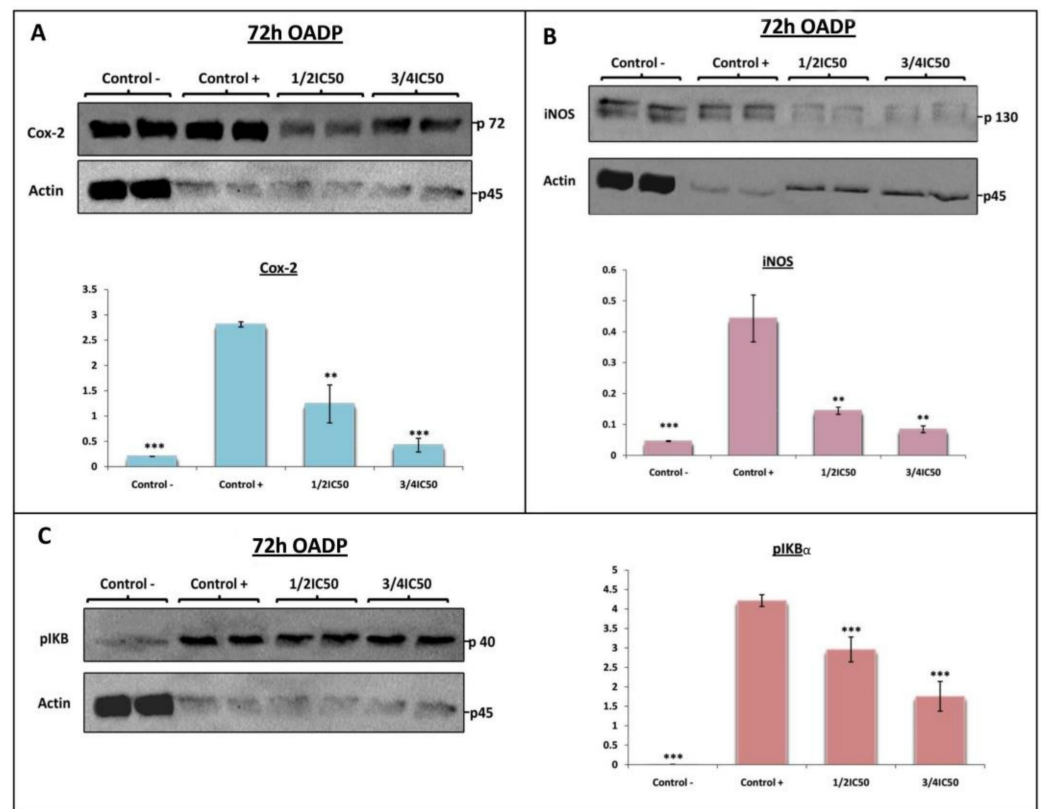 A
72h OADP
Control - Control + 1/2IC50 3/4IC50
Cox-2
p 72
Actin
p45
Cox-2
3.5
3
2.5
2
1.5
1
0.5
0
***
**
***
Control - Control + 1/2IC50 3/4IC50
B
72h OADP
Control - Control + 1/2IC50 3/4IC50
iNOS
p 130
Actin
p45
iNOS
0.6
0.5
0.4
0.3
0.2
0.1
0
***
**
**
Control - Control + 1/2IC50 3/4IC50
C
72h OADP
Control - Control + 1/2IC50 3/4IC50
pIKB
p 40
Actin
p45
pIKBα
5
4.5
4
3.5
3
2.5
2
1.5
1
0.5
0
***
***
***
Control - Control + 1/2IC50 3/4IC50